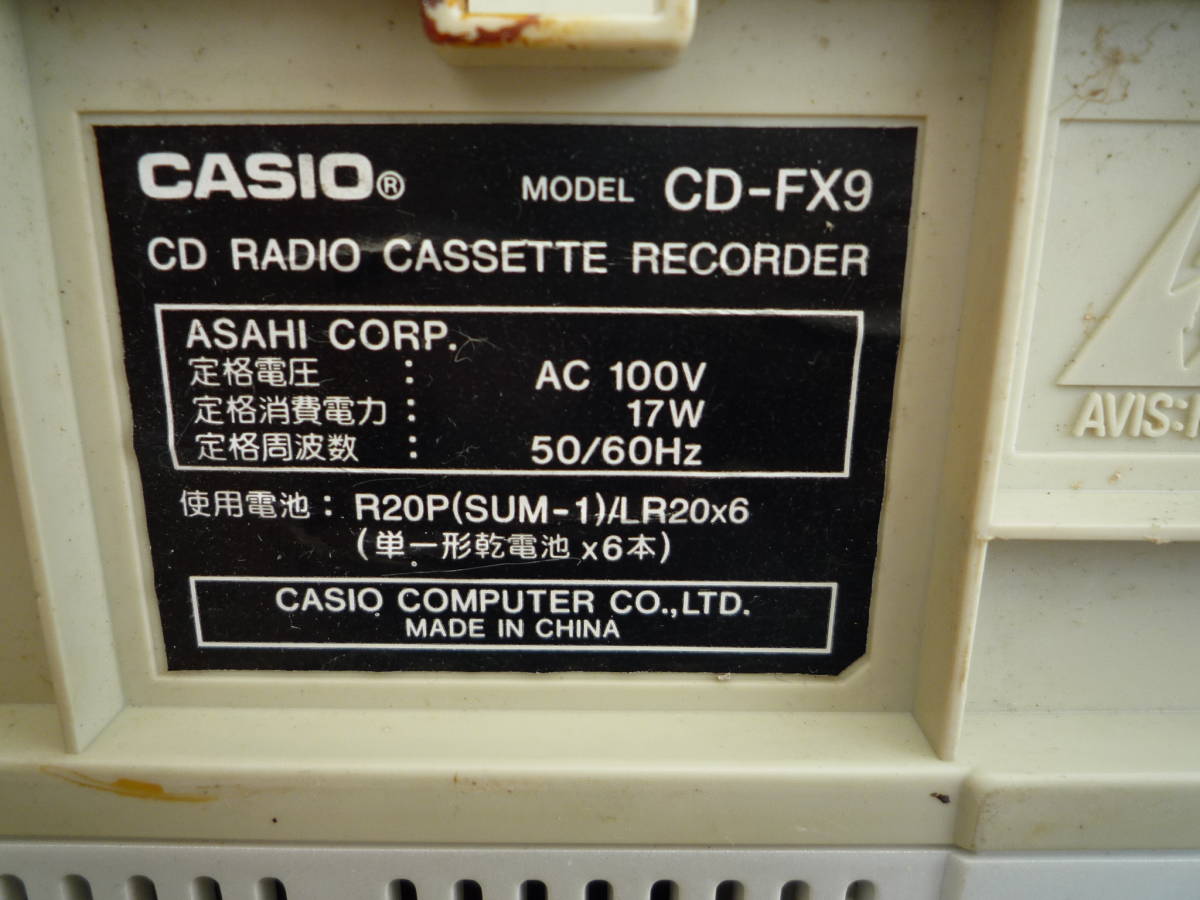 CASIO®
MODEL CD-FX9
CD RADIO CASSETTE RECORDER
ASAHI CORP.
定格電圧 : AC 100V
定格消費電力 : 17W
定格周波数 : 50/60Hz
使用電池 : R20P(SUM-1)/LR20x6
(単一形乾電池 x6本)
CASIO COMPUTER CO.,LTD.
MADE IN CHINA
AVIS: